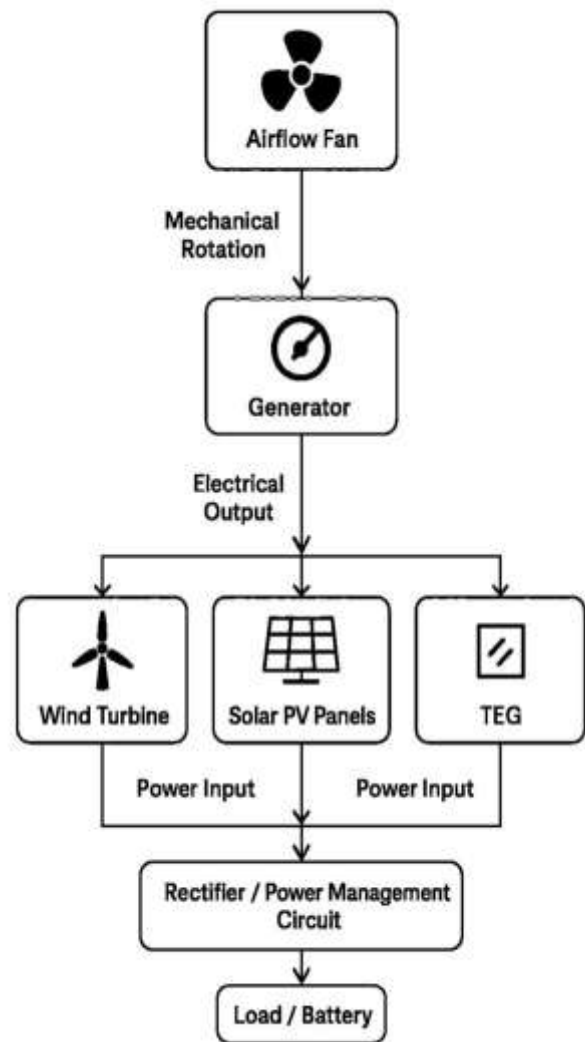 Airflow Fan
Mechanical
Rotation
Generator
Electrical
Output
Wind Turbine
Solar PV Panels
TEG
Power Input
Power Input
Rectifier / Power Management
Circuit
Load / Battery